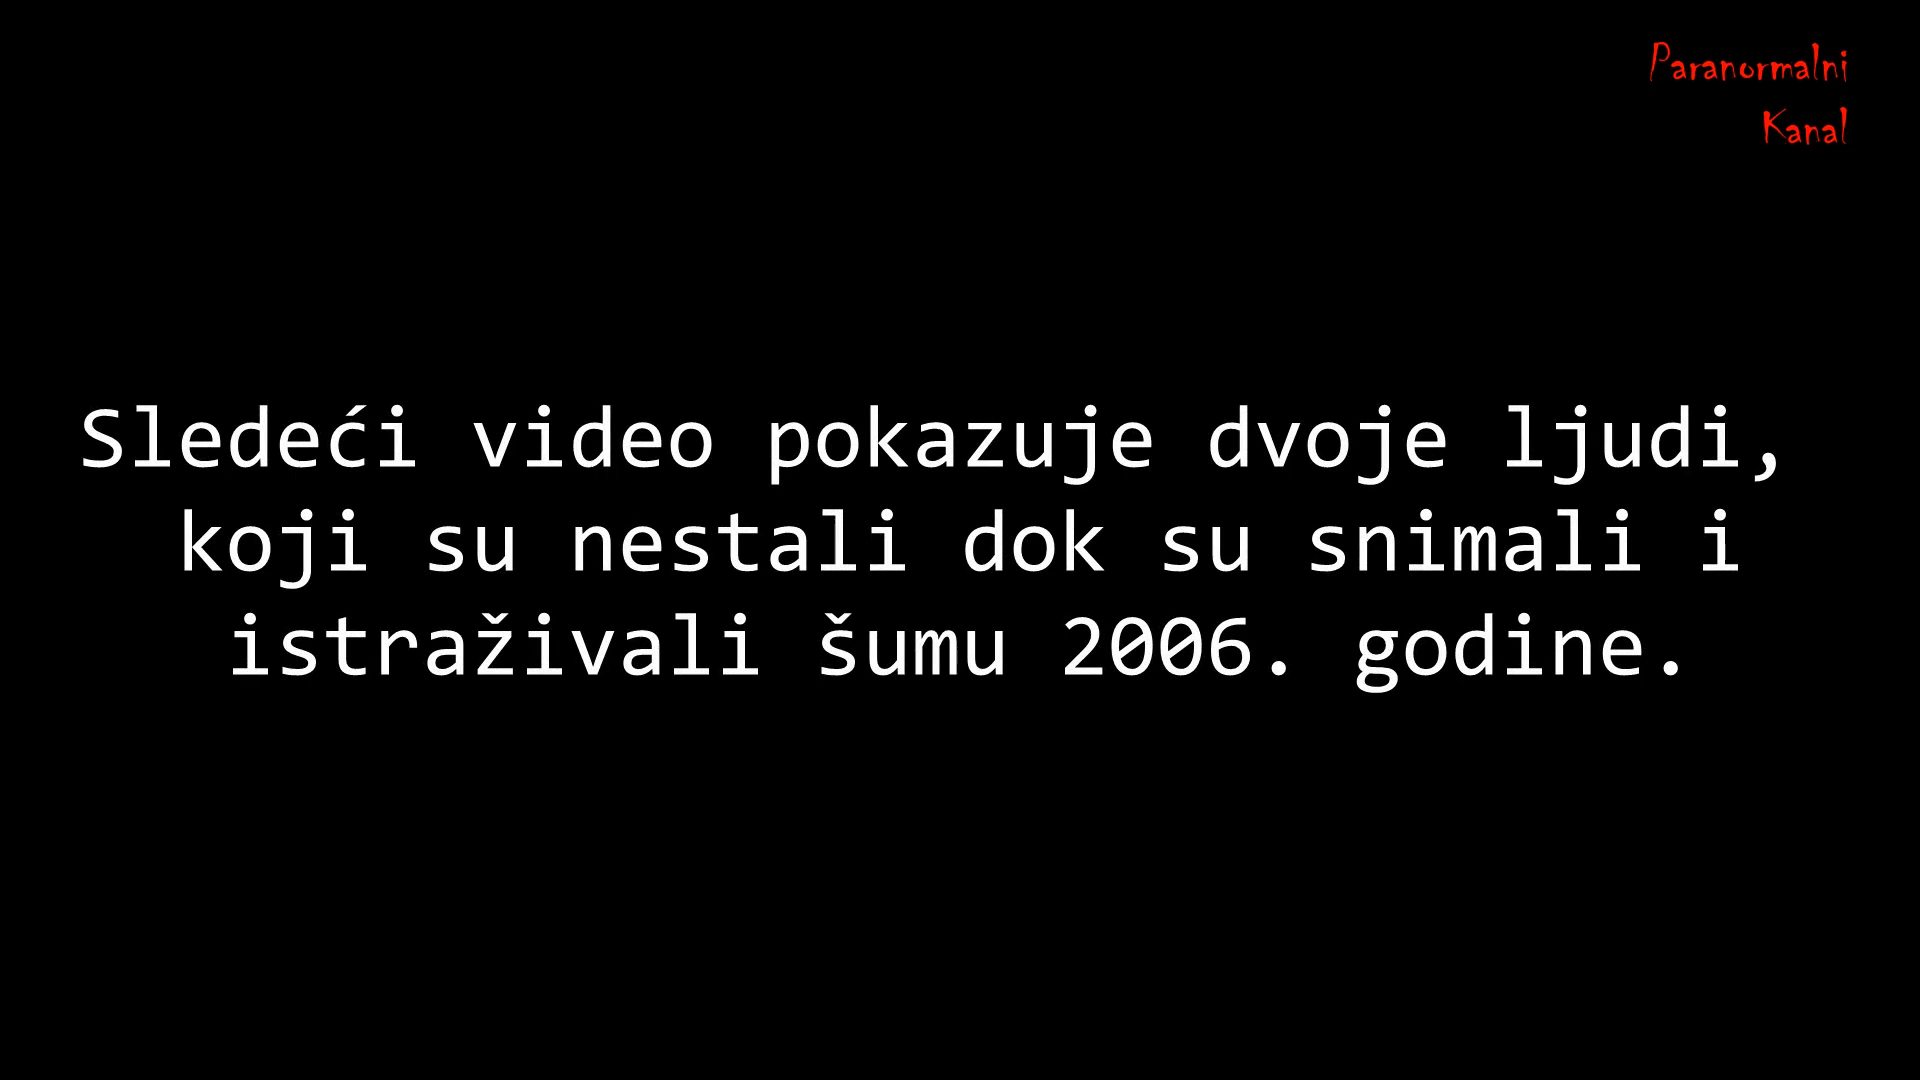 Paranormalni
Kanal
Sledeći video pokazuje dvoje ljudi,
koji su nestali dok su snimali i
istraživali šumu 2006. godine.